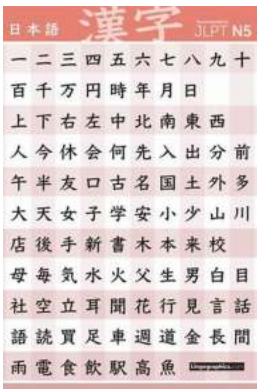 日本語 漢字 JLPT N5
一 二 三 四 五 六 七 八 九 十
百 千 万 円 時 年 月 日
上 下 右 左 中 北 南 東 西
人 今 休 会 何 先 入 出 分 前
午 半 友 口 古 名 国 土 外 多
大 天 女 子 学 安 小 少 山 川
店 後 手 新 書 木 本 来 校
母 毎 気 水 火 父 生 男 白 目
社 空 立 耳 聞 花 行 見 言 話
語 読 買 足 車 週 道 金 長 間
雨 電 食 飲 駅 高 魚 Linguagraphics.com